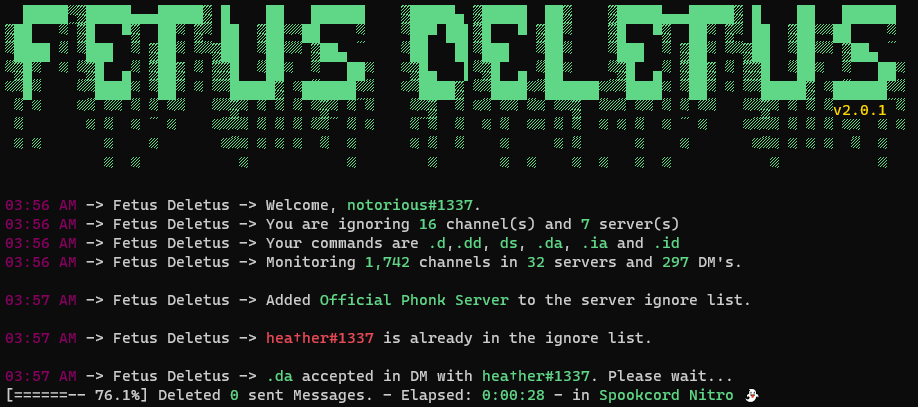 FETUS DELETUS
v2.0.1
03:56 AM -> Fetus Deletus -> Welcome, notorious#1337.
03:56 AM -> Fetus Deletus -> You are ignoring 16 channel(s) and 7 server(s)
03:56 AM -> Fetus Deletus -> Your commands are .d,.dd, ds, .da, .ia and .id
03:56 AM -> Fetus Deletus -> Monitoring 1,742 channels in 32 servers and 297 DM's.
03:57 AM -> Fetus Deletus -> Added Official Phonk Server to the server ignore list.
03:57 AM -> Fetus Deletus -> hea†her#1337 is already in the ignore list.
03:57 AM -> Fetus Deletus -> .da accepted in DM with hea†her#1337. Please wait...
[======-- 76.1%] Deleted 0 sent Messages. - Elapsed: 0:00:28 - in Spookcord Nitro 👻